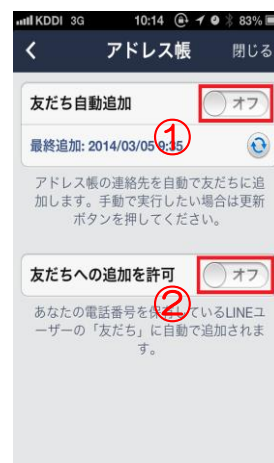 KDDI 3G 10:14 83%
アドレス帳 閉じる
友だち自動追加 オフ
①
最終追加: 2014/03/05 9:35
アドレス帳の連絡先を自動で友だちに追
加します。手動で実行したい場合は更新
ボタンを押してください。
友だちへの追加を許可 オフ
②
あなたの電話番号を保有しているLINEユ
ーザーの「友だち」に自動で追加されま
す。